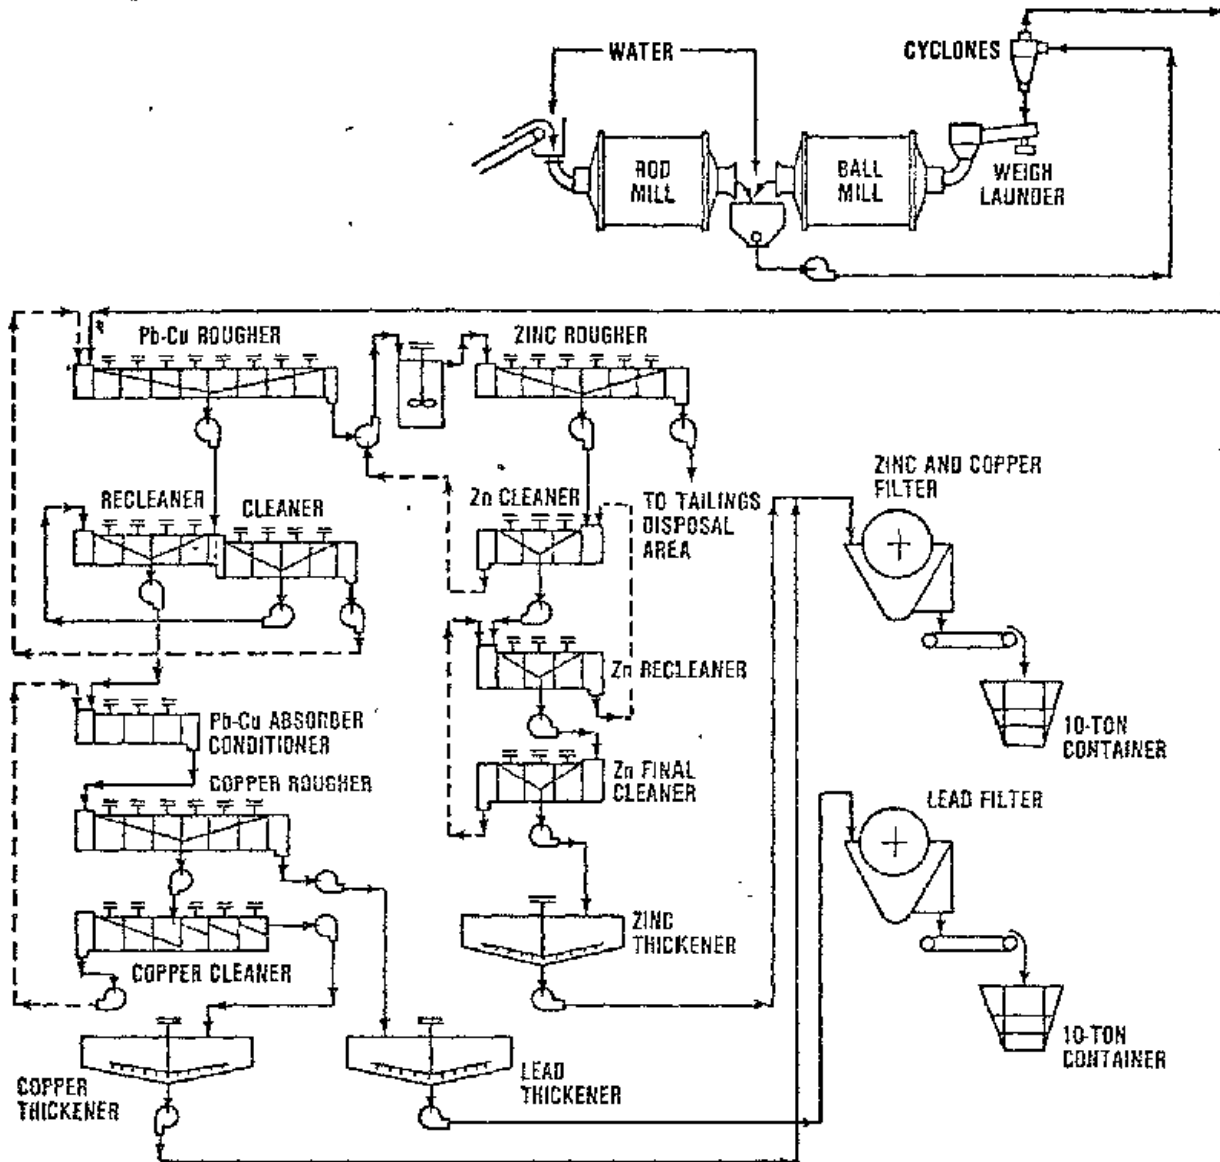 WATER
CYCLONES
ROD
MILL
BALL
MILL
WEIGH
LAUNDER
Pb-Cu ROUGHER
ZINC ROUGHER
RECLEANER
CLEANER
Zn CLEANER
TO TAILINGS
DISPOSAL
AREA
ZINC AND COPPER
FILTER
Zn RECLEANER
Pb-Cu ABSORBER
CONDITIONER
10-TON
CONTAINER
COPPER ROUGHER
Zn FINAL
CLEANER
LEAD FILTER
ZINC
THICKENER
COPPER CLEANER
10-TON
CONTAINER
COPPER
THICKENER
LEAD
THICKENER